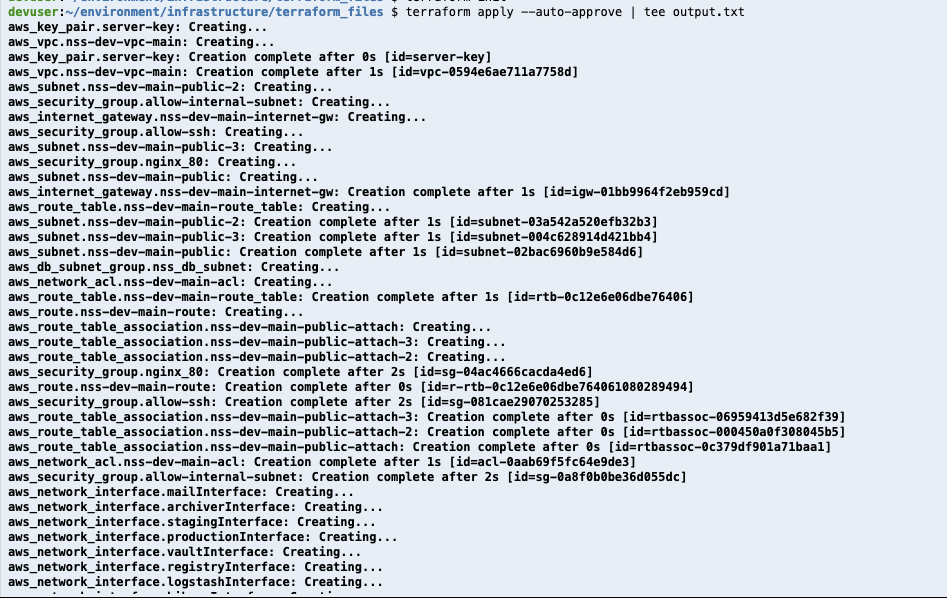 devuser:~/environment/infrastructure/terraform_files $ terraform apply --auto-approve | tee output.txt
aws_key_pair.server-key: Creating...
aws_vpc.nss-dev-vpc-main: Creating...
aws_key_pair.server-key: Creation complete after 0s [id=server-key]
aws_vpc.nss-dev-vpc-main: Creation complete after 1s [id=vpc-0594e6ae711a7758d]
aws_subnet.nss-dev-main-public-2: Creating...
aws_security_group.allow-internal-subnet: Creating...
aws_internet_gateway.nss-dev-main-internet-gw: Creating...
aws_security_group.allow-ssh: Creating...
aws_subnet.nss-dev-main-public-3: Creating...
aws_security_group.nginx_80: Creating...
aws_subnet.nss-dev-main-public: Creating...
aws_internet_gateway.nss-dev-main-internet-gw: Creation complete after 1s [id=igw-01bb9964f2eb959cd]
aws_route_table.nss-dev-main-route_table: Creating...
aws_subnet.nss-dev-main-public-2: Creation complete after 1s [id=subnet-03a542a520efb32b3]
aws_subnet.nss-dev-main-public-3: Creation complete after 1s [id=subnet-004c628914d421bb4]
aws_subnet.nss-dev-main-public: Creation complete after 1s [id=subnet-02bac6960b9e584d6]
aws_db_subnet_group.nss_db_subnet: Creating...
aws_network_acl.nss-dev-main-acl: Creating...
aws_route_table.nss-dev-main-route_table: Creation complete after 1s [id=rtb-0c12e6e06dbe76406]
aws_route.nss-dev-main-route: Creating...
aws_route_table_association.nss-dev-main-public-attach: Creating...
aws_route_table_association.nss-dev-main-public-attach-3: Creating...
aws_route_table_association.nss-dev-main-public-attach-2: Creating...
aws_security_group.nginx_80: Creation complete after 2s [id=sg-04ac4666cacda4ed6]
aws_route.nss-dev-main-route: Creation complete after 0s [id=r-rtb-0c12e6e06dbe764061080289494]
aws_security_group.allow-ssh: Creation complete after 2s [id=sg-081cae29070253285]
aws_route_table_association.nss-dev-main-public-attach-3: Creation complete after 0s [id=rtbassoc-06959413d5e682f39]
aws_route_table_association.nss-dev-main-public-attach-2: Creation complete after 0s [id=rtbassoc-000450a0f308045b5]
aws_route_table_association.nss-dev-main-public-attach: Creation complete after 0s [id=rtbassoc-0c379df901a71baa1]
aws_network_acl.nss-dev-main-acl: Creation complete after 1s [id=acl-0aab69f5fc64e9de3]
aws_security_group.allow-internal-subnet: Creation complete after 2s [id=sg-0a8f0b0be36d055dc]
aws_network_interface.mailInterface: Creating...
aws_network_interface.archiverInterface: Creating...
aws_network_interface.stagingInterface: Creating...
aws_network_interface.productionInterface: Creating...
aws_network_interface.vaultInterface: Creating...
aws_network_interface.registryInterface: Creating...
aws_network_interface.logstashInterface: Creating...